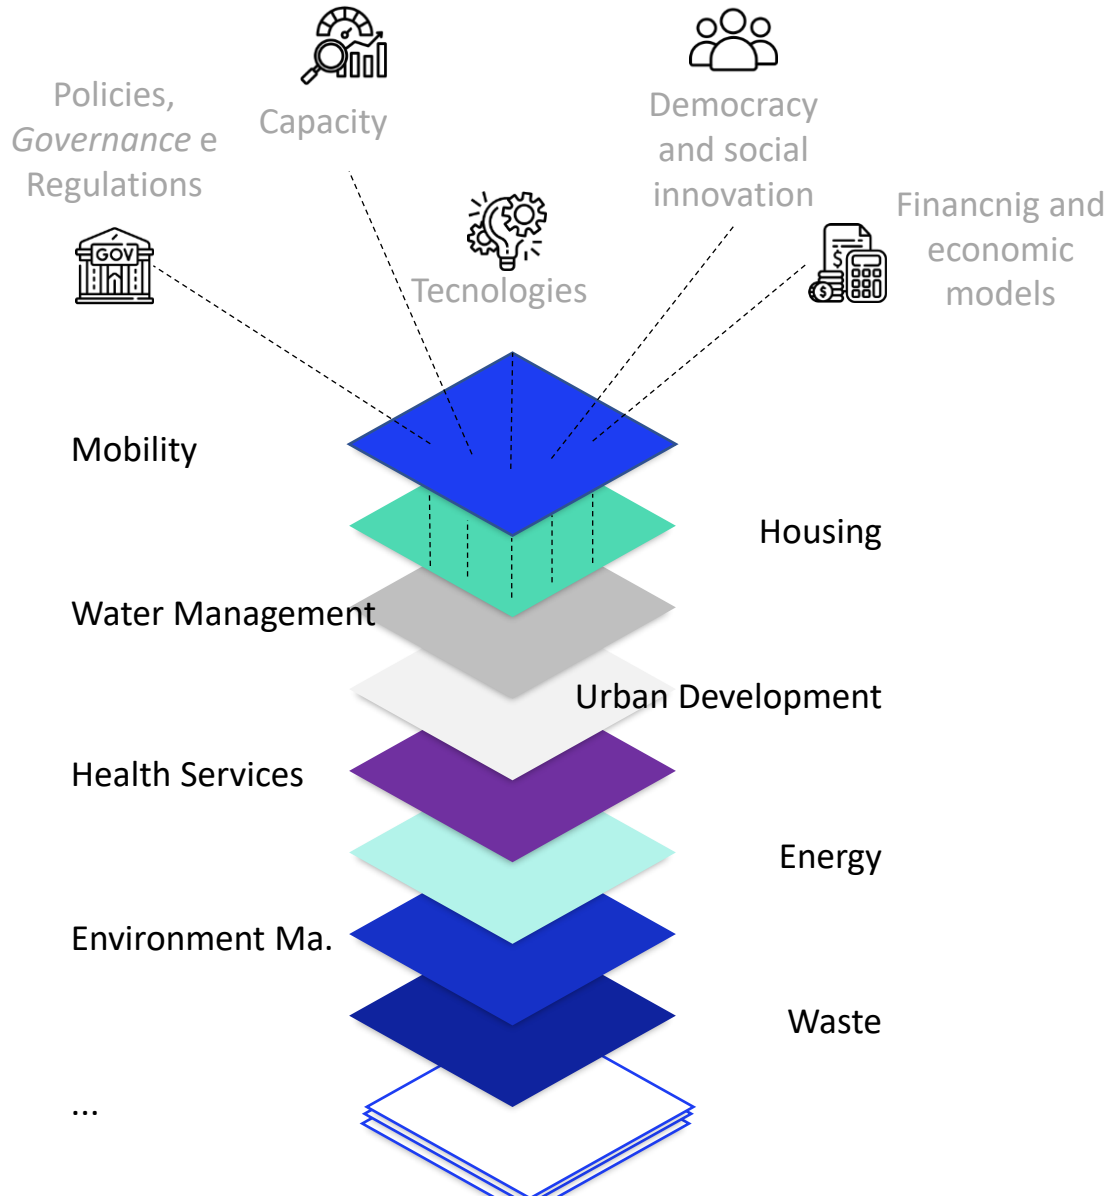 Policies,
Governance e
Regulations
Capacity
Democracy
and social
innovation
Financnig and
economic
models
GOV
Tecnologies
$
$
Mobility
Housing
Water Management
Urban Development
Health Services
Energy
Environment Ma.
Waste
...